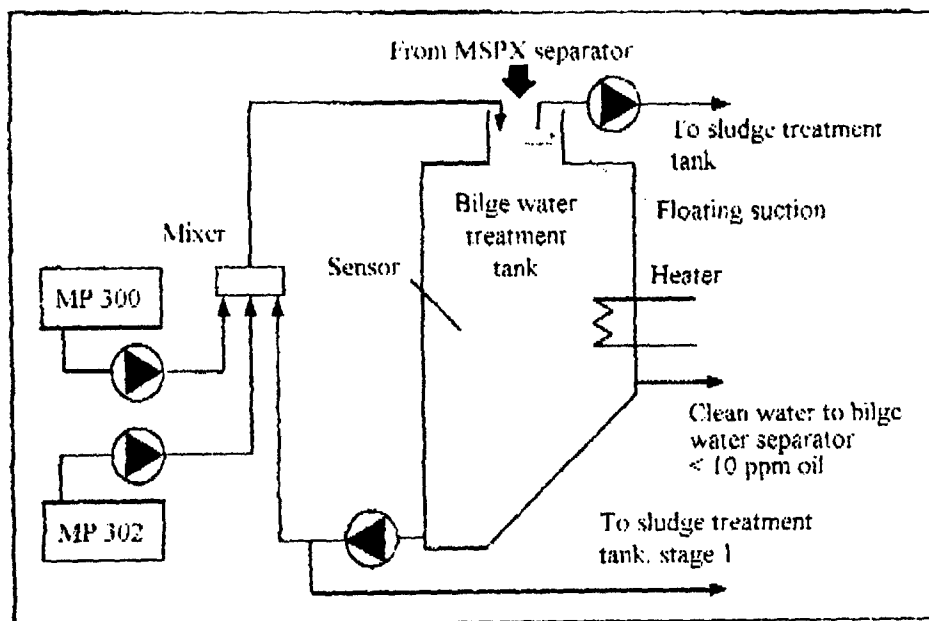 From MSPX separator
To sludge treatment
tank
Bilge water
treatment
tank
Floating suction
Mixer
Sensor
Heater
MP 300
Clean water to bilge
water separator
< 10 ppm oil
MP 302
To sludge treatment
tank, stage 1